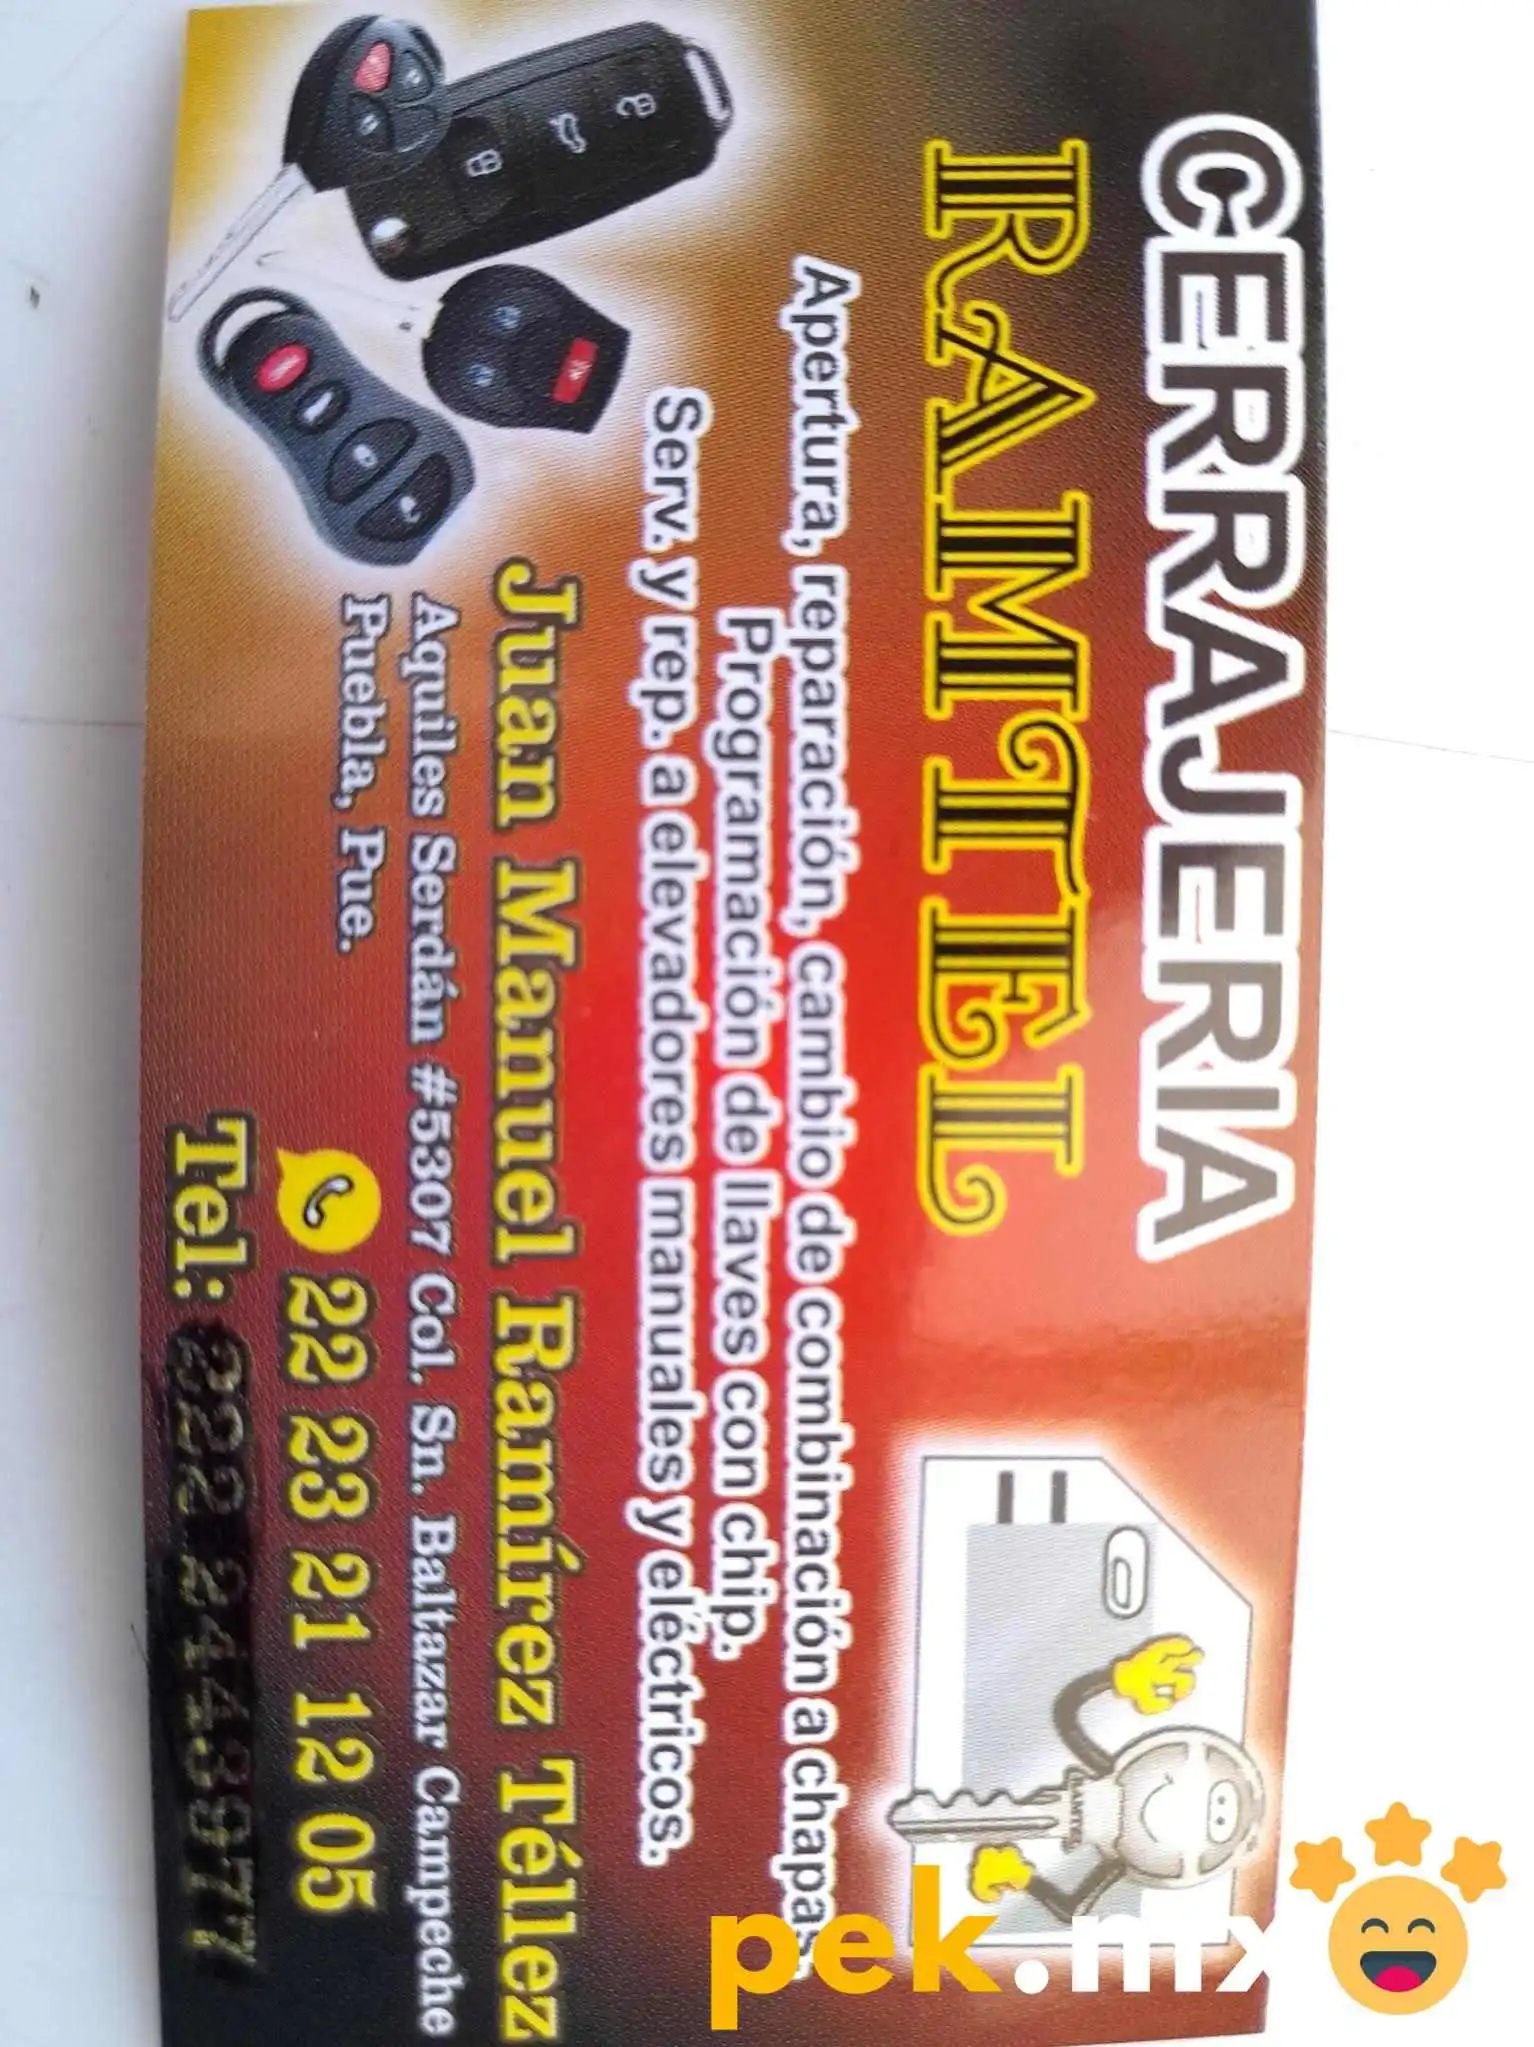 CERRAJERIA
RAMTEL
Apertura, reparación, cambio de combinación a chapas
Programación de llaves con chip.
Serv. y rep. a elevadores manuales y eléctricos.
Juan Manuel Ramírez Téllez
Aquiles Serdán #5307 Col. Sn. Baltazar Campeche
Puebla, Pue.
22 23 21 12 05
Tel:
pek.mx